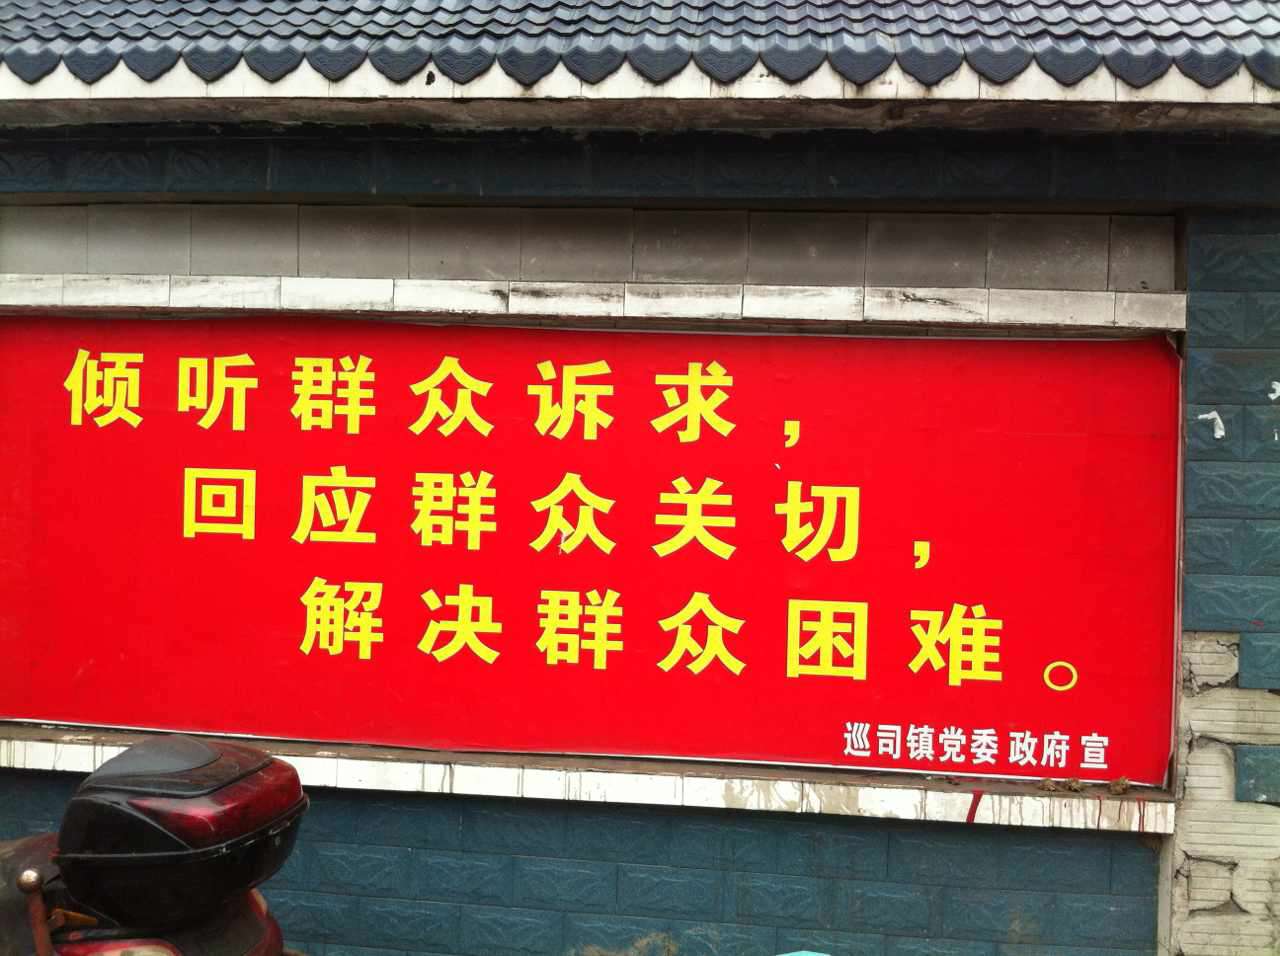 倾听群众诉求，
回应群众关切，
解决群众困难。
巡司镇党委 政府 宣